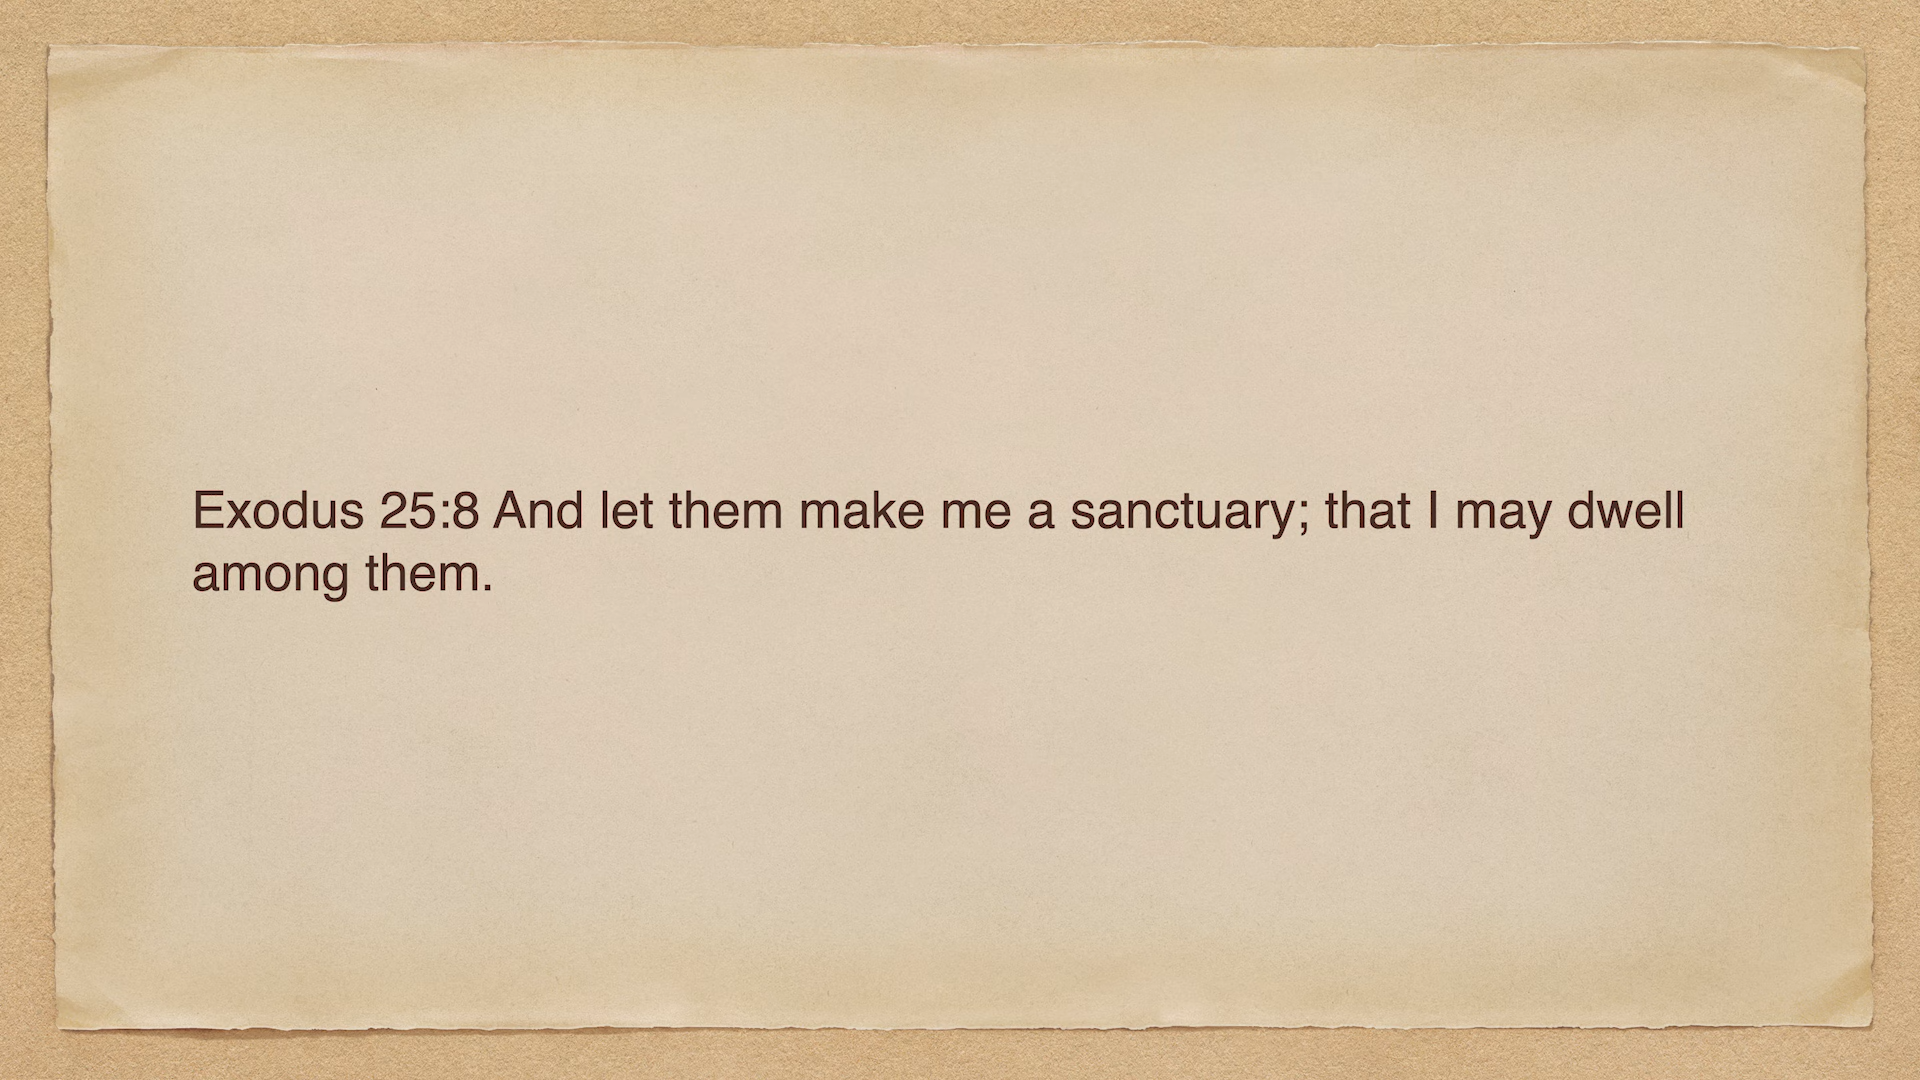 Exodus 25:8 And let them make me a sanctuary; that I may dwell
among them.